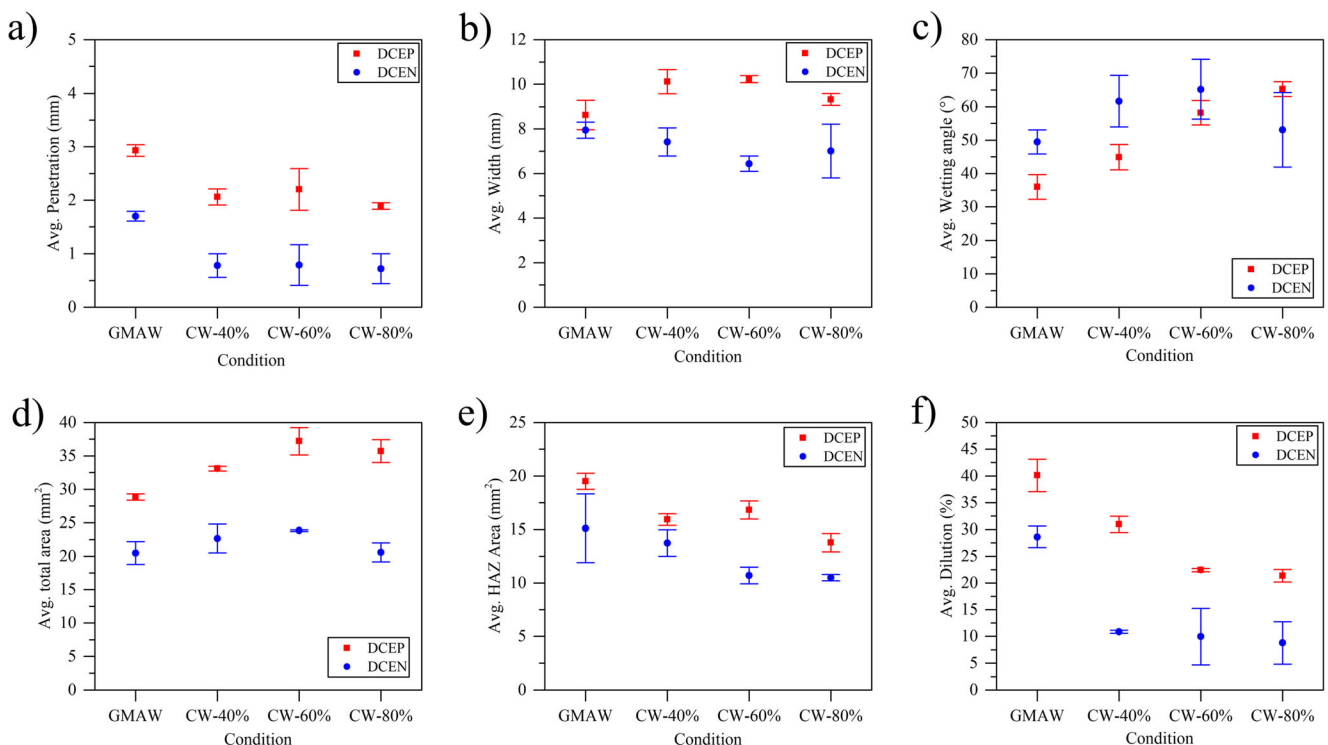 a)
Avg. Penetration (mm)
5
4
3
2
1
0
DCEP
DCEN
GMAW CW-40% CW-60% CW-80%
Condition
b)
Avg. Width (mm)
12
10
8
6
4
2
0
DCEP
DCEN
GMAW CW-40% CW-60% CW-80%
Condition
c)
Avg. Wetting angle (°)
80
70
60
50
40
30
20
10
0
DCEP
DCEN
GMAW CW-40% CW-60% CW-80%
Condition
d)
Avg. total area (mm²)
40
35
30
25
20
15
10
5
0
DCEP
DCEN
GMAW CW-40% CW-60% CW-80%
Condition
e)
Avg. HAZ Area (mm²)
25
20
15
10
5
0
DCEP
DCEN
GMAW CW-40% CW-60% CW-80%
Condition
f)
Avg. Dilution (%)
50
45
40
35
30
25
20
15
10
5
0
DCEP
DCEN
GMAW CW-40% CW-60% CW-80%
Condition